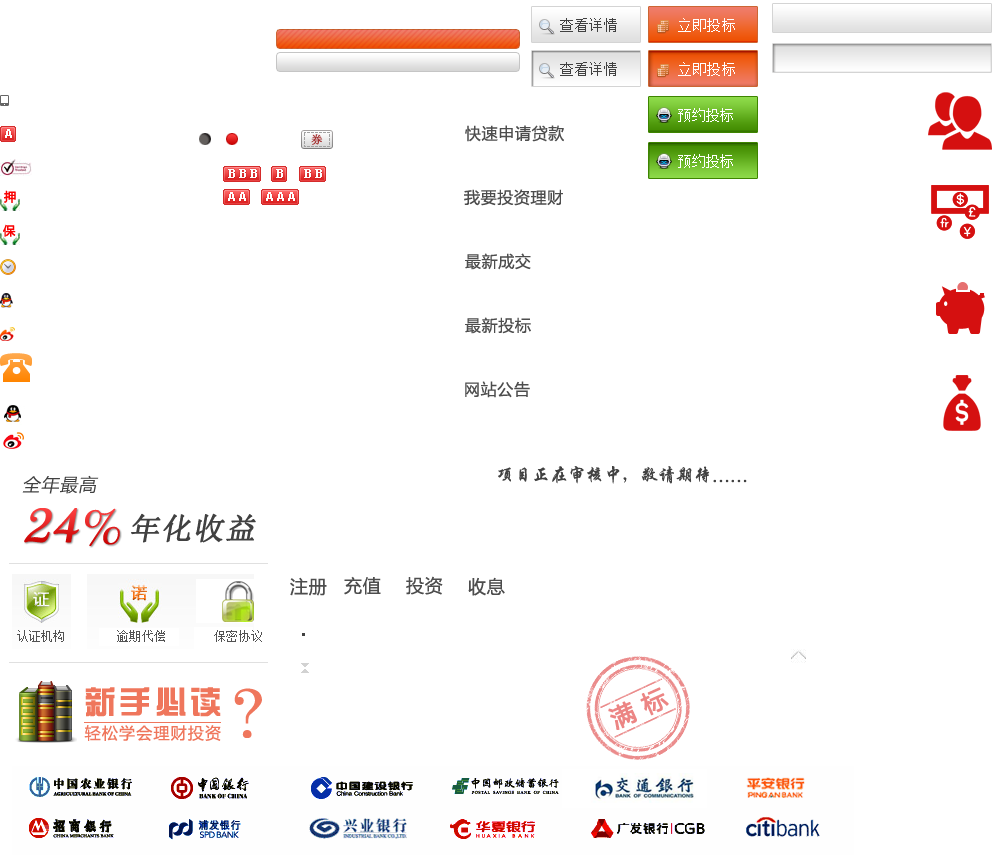 查看详情
立即投标
查看详情
立即投标
预约投标
预约投标
A
押
保
券
BBB B BB
AA AAA
快速申请贷款
我要投资理财
最新成交
最新投标
网站公告
$
£
fr
¥
$
项目正在审核中，敬请期待……
全年最高
24% 年化收益
证
诺
认证机构 逾期代偿 保密协议
注册 充值 投资 收息
新手必读?
轻松学会理财投资
满标
中国农业银行
AGRICULTURAL BANK OF CHINA
中国银行
BANK OF CHINA
中国建设银行
China Construction Bank
中国邮政储蓄银行
POSTAL SAVINGS BANK OF CHINA
交通银行
BANK OF COMMUNICATIONS
平安银行
PING AN BANK
招商银行
CHINA MERCHANTS BANK
浦发银行
SPD BANK
兴业银行
INDUSTRIAL BANK CO.,LTD.
华夏银行
HUAXIA BANK
广发银行|CGB
citibank